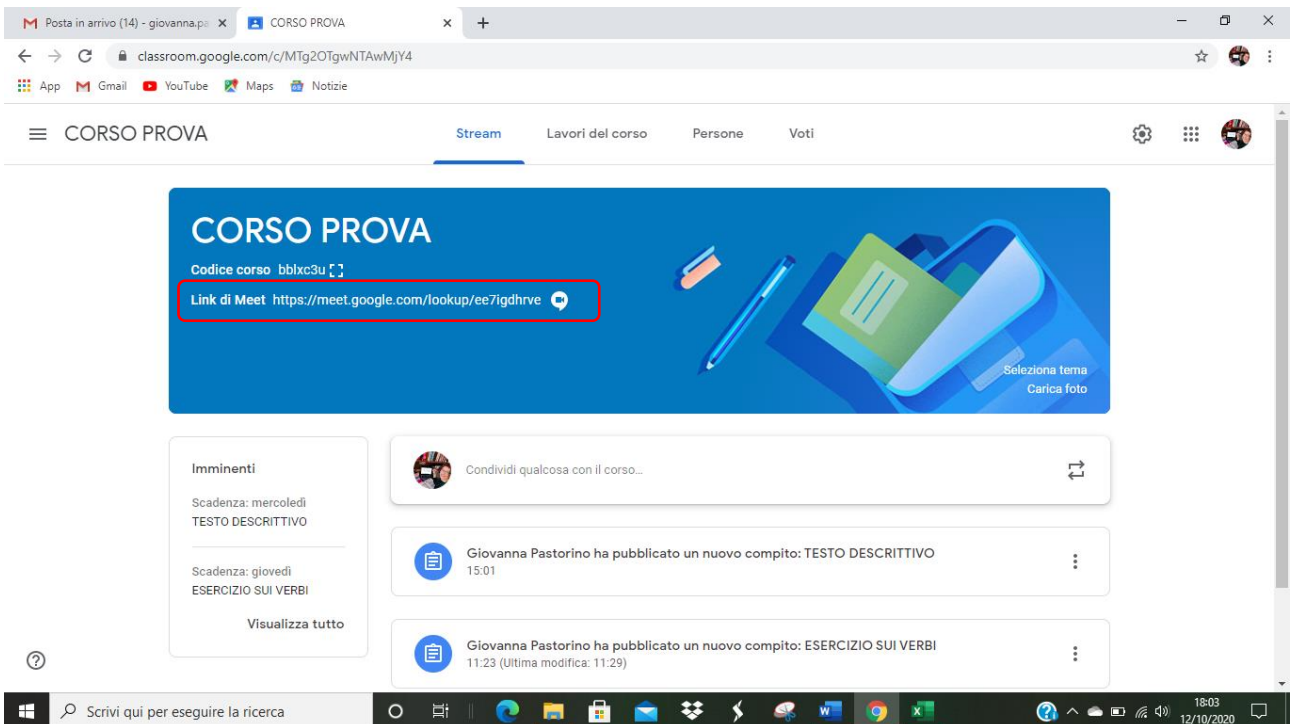 Posta in arrivo (14) - giovanna.pa
CORSO PROVA
classroom.google.com/c/MTg2OTgwNTAwMjY4
App Gmail YouTube Maps Notizie
CORSO PROVA
Stream Lavori del corso Persone Voti
CORSO PROVA
Codice corso bblxc3u
Link di Meet https://meet.google.com/lookup/ee7igdhrve
Seleziona tema
Carica foto
Imminenti
Scadenza: mercoledì
TESTO DESCRITTIVO
Scadenza: giovedì
ESERCIZIO SUI VERBI
Visualizza tutto
Condividi qualcosa con il corso...
Giovanna Pastorino ha pubblicato un nuovo compito: TESTO DESCRITTIVO
15:01
Giovanna Pastorino ha pubblicato un nuovo compito: ESERCIZIO SUI VERBI
11:23 (Ultima modifica: 11:29)
Scrivi qui per eseguire la ricerca
18:03
12/10/2020